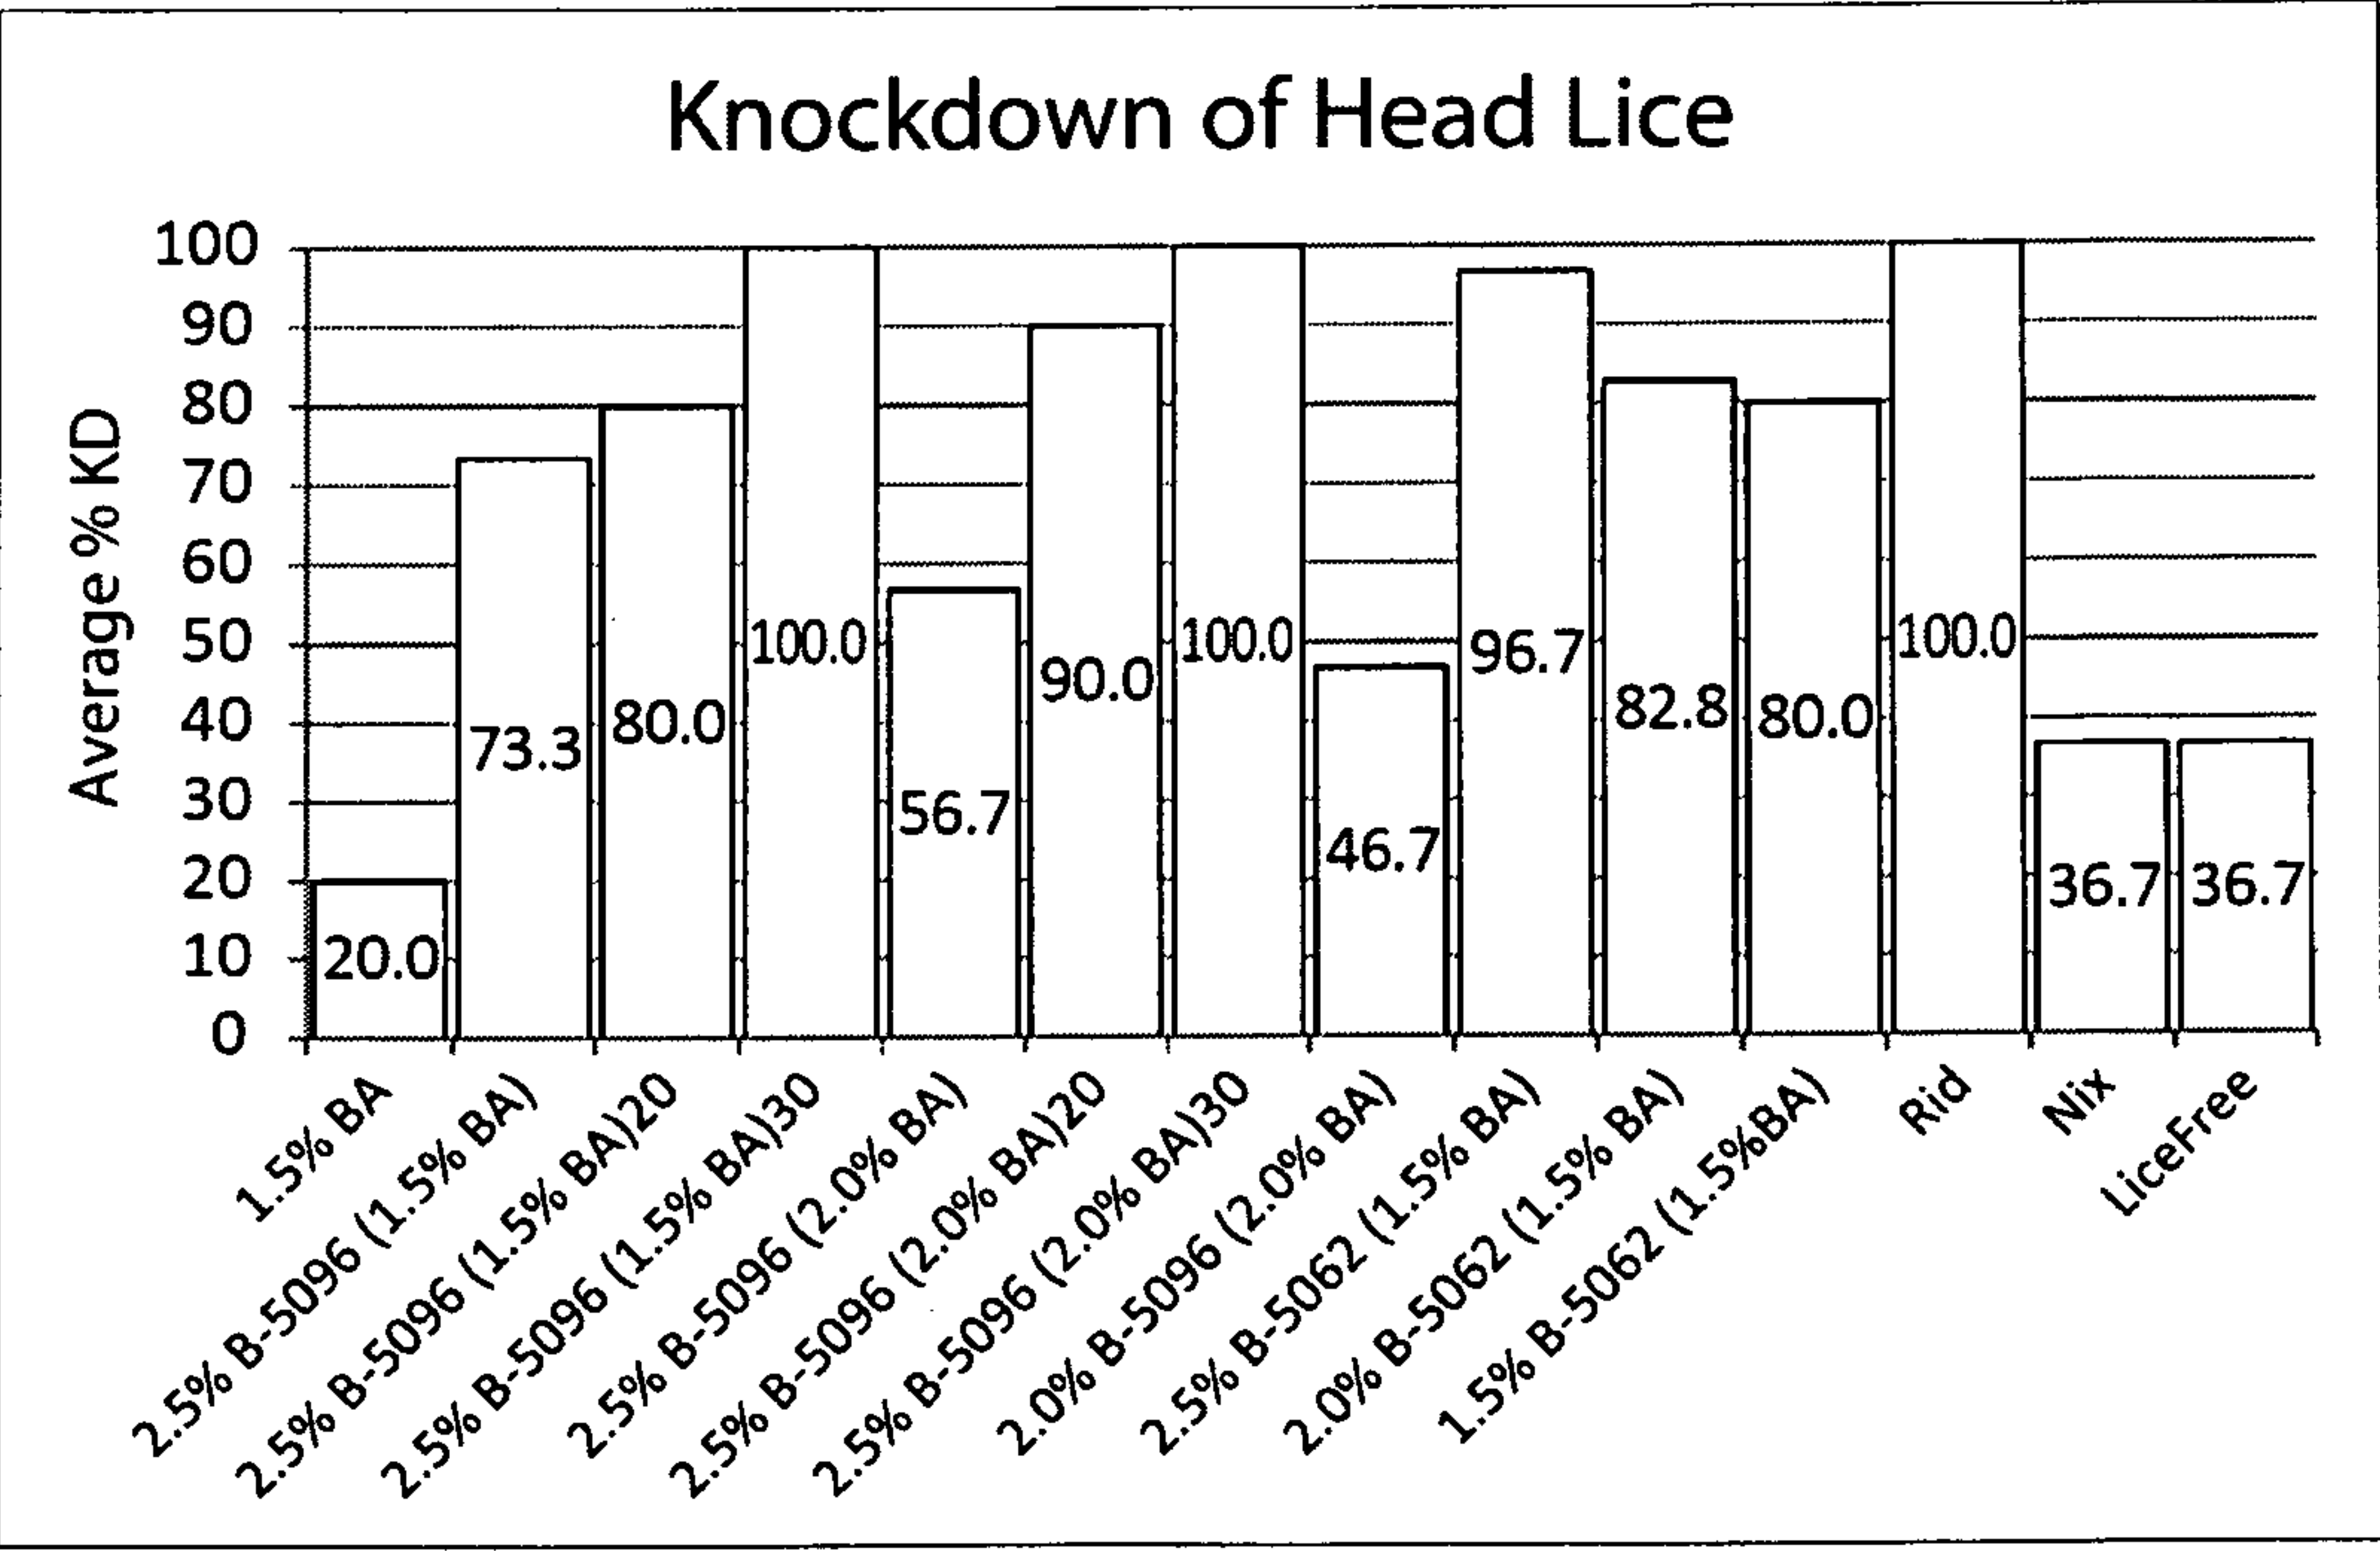 Knockdown of Head Lice
Average % KD
100
90
80
70
60
50
40
30
20
10
0
20.0
73.3
80.0
100.0
56.7
90.0
100.0
46.7
96.7
82.8
80.0
100.0
36.7
36.7
1.5% BA
2.5% B-5096 (1.5% BA)
2.5% B-5096 (1.5% BA)20
2.5% B-5096 (1.5% BA)30
2.5% B-5096 (2.0% BA)
2.5% B-5096 (2.0% BA)20
2.5% B-5096 (2.0% BA)30
2.0% B-5096 (2.0% BA)
2.5% B-5062 (1.5% BA)
2.0% B-5062 (1.5% BA)
1.5% B-5062 (1.5%BA)
Rid
Nix
LiceFree